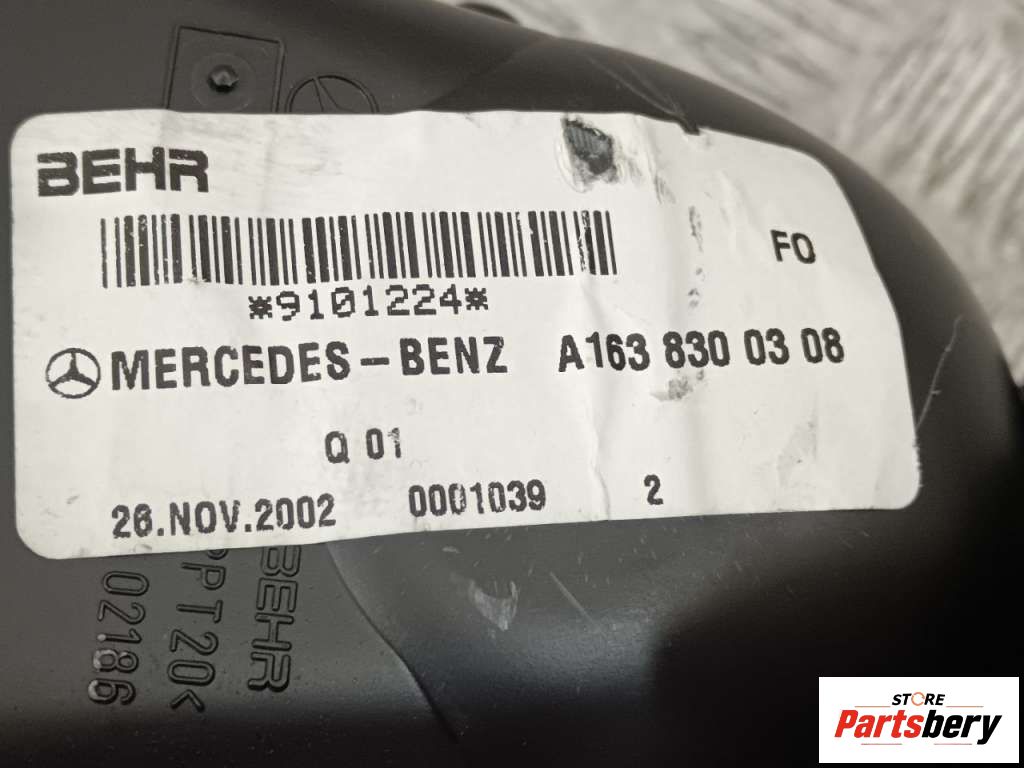 BEHR
FO
*9101224*
MERCEDES-BENZ A163 830 03 08
Q 01
26.NOV.2002 0001039 2
BEHR
PPT20<
02186
STORE
Partsbery